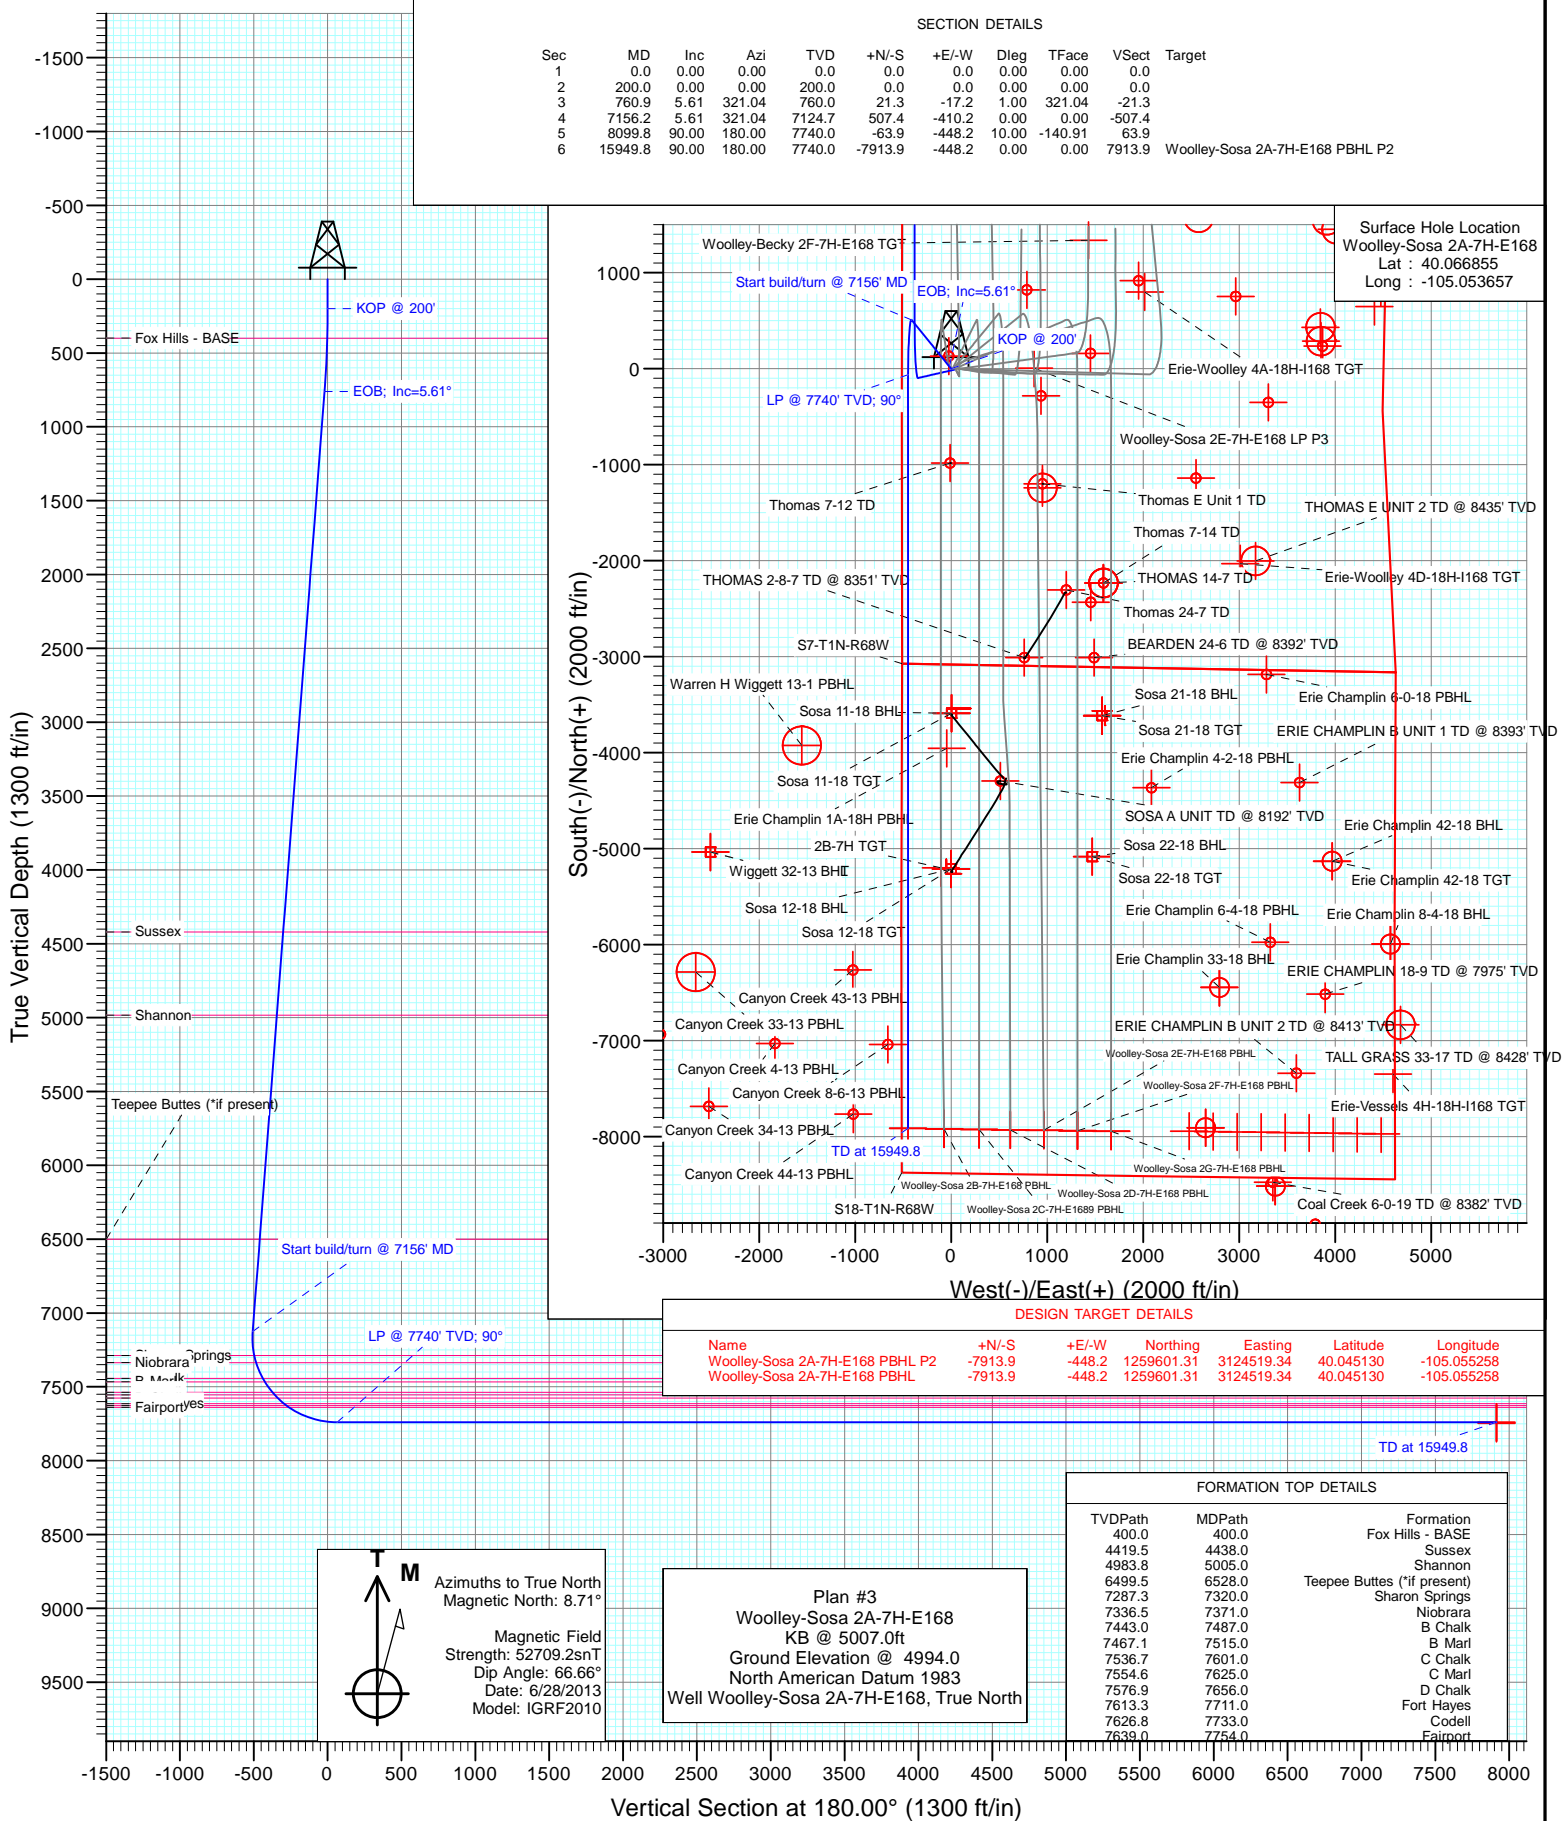 SECTION DETAILS
Sec MD Inc Azi TVD +N/-S +E/-W Dleg TFace VSect Target
1 0.0 0.00 0.00 0.0 0.0 0.0 0.00 0.00 0.0
2 200.0 0.00 0.00 200.0 0.0 0.0 0.00 0.00 0.0
3 760.9 5.61 321.04 760.0 21.3 -17.2 1.00 321.04 -21.3
4 7156.2 5.61 321.04 7124.7 507.4 -410.2 0.00 0.00 -507.4
5 8099.8 90.00 180.00 7740.0 -63.9 -448.2 10.00 -140.91 63.9
6 15949.8 90.00 180.00 7740.0 -7913.9 -448.2 0.00 0.00 7913.9 Woolley-Sosa 2A-7H-E168 PBHL P2
Surface Hole Location
Woolley-Sosa 2A-7H-E168
Lat : 40.066855
Long : -105.053657
True Vertical Depth (1300 ft/in)
-1500
-1000
-500
0
500
1000
1500
2000
2500
3000
3500
4000
4500
5000
5500
6000
6500
7000
7500
8000
8500
9000
9500
KOP @ 200'
Fox Hills - BASE
EOB; Inc=5.61°
Sussex
Shannon
Teepee Buttes (*if present)
Start build/turn @ 7156' MD
LP @ 7740' TVD; 90°
Niobrara
Fairport
TD at 15949.8
-1500 -1000 -500 0 500 1000 1500 2000 2500 3000 3500 4000 4500 5000 5500 6000 6500 7000 7500 8000
Vertical Section at 180.00° (1300 ft/in)
South(-)/North(+) (2000 ft/in)
1000
0
-1000
-2000
-3000
-4000
-5000
-6000
-7000
-8000
Woolley-Becky 2F-7H-E168 TGT
Start build/turn @ 7156' MD
EOB; Inc=5.61°
KOP @ 200'
Erie-Woolley 4A-18H-I168 TGT
LP @ 7740' TVD; 90°
Woolley-Sosa 2E-7H-E168 LP P3
Thomas 7-12 TD
Thomas E Unit 1 TD
THOMAS E UNIT 2 TD @ 8435' TVD
Thomas 7-14 TD
THOMAS 2-8-7 TD @ 8351' TVD
THOMAS 14-7 TD
Erie-Woolley 4D-18H-I168 TGT
Thomas 24-7 TD
S7-T1N-R68W
BEARDEN 24-6 TD @ 8392' TVD
Warren H Wiggett 13-1 PBHL
Sosa 21-18 BHL
Erie Champlin 6-0-18 PBHL
Sosa 11-18 BHL
Sosa 21-18 TGT
ERIE CHAMPLIN B UNIT 1 TD @ 8393' TVD
Erie Champlin 4-2-18 PBHL
Sosa 11-18 TGT
Erie Champlin 1A-18H PBHL
SOSA A UNIT TD @ 8192' TVD
Erie Champlin 42-18 BHL
2B-7H TGT
Sosa 22-18 BHL
Wiggett 32-13 BHL
Sosa 22-18 TGT
Erie Champlin 42-18 TGT
Sosa 12-18 BHL
Erie Champlin 6-4-18 PBHL
Erie Champlin 8-4-18 BHL
Sosa 12-18 TGT
Erie Champlin 33-18 BHL
ERIE CHAMPLIN 18-9 TD @ 7975' TVD
Canyon Creek 43-13 PBHL
Canyon Creek 33-13 PBHL
ERIE CHAMPLIN B UNIT 2 TD @ 8413' TVD
Woolley-Sosa 2E-7H-E168 PBHL
TALL GRASS 33-17 TD @ 8428' TVD
Canyon Creek 4-13 PBHL
Woolley-Sosa 2F-7H-E168 PBHL
Canyon Creek 8-6-13 PBHL
Erie-Vessels 4H-18H-I168 TGT
Canyon Creek 34-13 PBHL
TD at 15949.8
Canyon Creek 44-13 PBHL
Woolley-Sosa 2G-7H-E168 PBHL
Woolley-Sosa 2B-7H-E168 PBHL
Woolley-Sosa 2D-7H-E168 PBHL
S18-T1N-R68W
Woolley-Sosa 2C-7H-E1689 PBHL
Coal Creek 6-0-19 TD @ 8382' TVD
-3000 -2000 -1000 0 1000 2000 3000 4000 5000
West(-)/East(+) (2000 ft/in)
DESIGN TARGET DETAILS
Name +N/-S +E/-W Northing Easting Latitude Longitude
Woolley-Sosa 2A-7H-E168 PBHL P2 -7913.9 -448.2 1259601.31 3124519.34 40.045130 -105.055258
Woolley-Sosa 2A-7H-E168 PBHL -7913.9 -448.2 1259601.31 3124519.34 40.045130 -105.055258
FORMATION TOP DETAILS
TVDPath MDPath Formation
400.0 400.0 Fox Hills - BASE
4419.5 4438.0 Sussex
4983.8 5005.0 Shannon
6499.5 6528.0 Teepee Buttes (*if present)
7287.3 7320.0 Sharon Springs
7336.5 7371.0 Niobrara
7443.0 7487.0 B Chalk
7467.1 7515.0 B Marl
7536.7 7601.0 C Chalk
7554.6 7625.0 C Marl
7576.9 7656.0 D Chalk
7613.3 7711.0 Fort Hayes
7626.8 7733.0 Codell
7639.0 7754.0 Fairport
T
M
Azimuths to True North
Magnetic North: 8.71°
Magnetic Field
Strength: 52709.2snT
Dip Angle: 66.66°
Date: 6/28/2013
Model: IGRF2010
Plan #3
Woolley-Sosa 2A-7H-E168
KB @ 5007.0ft
Ground Elevation @ 4994.0
North American Datum 1983
Well Woolley-Sosa 2A-7H-E168, True North